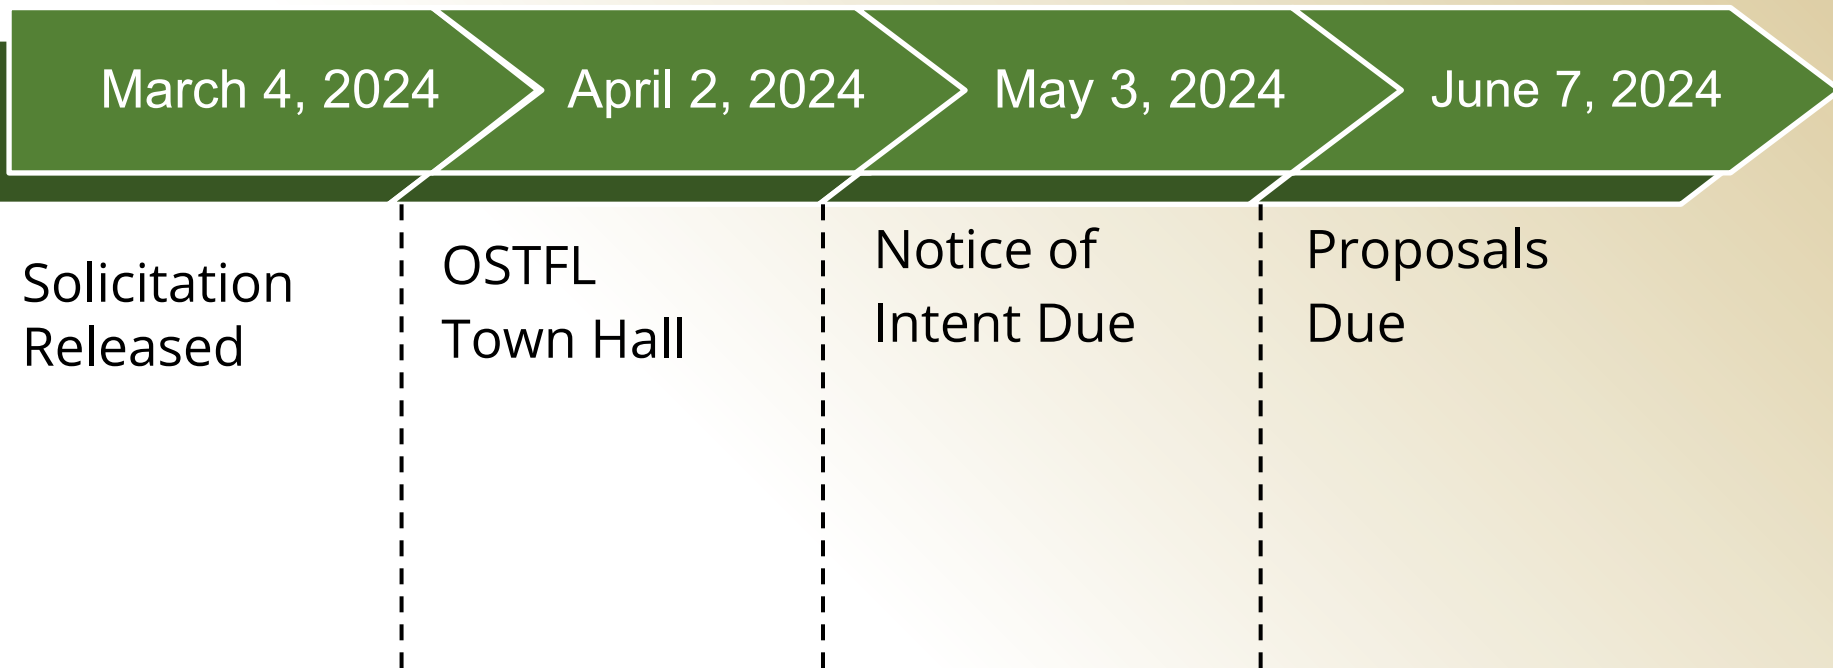 March 4, 2024
April 2, 2024
May 3, 2024
June 7, 2024
Solicitation
Released
OSTFL
Town Hall
Notice of
Intent Due
Proposals
Due